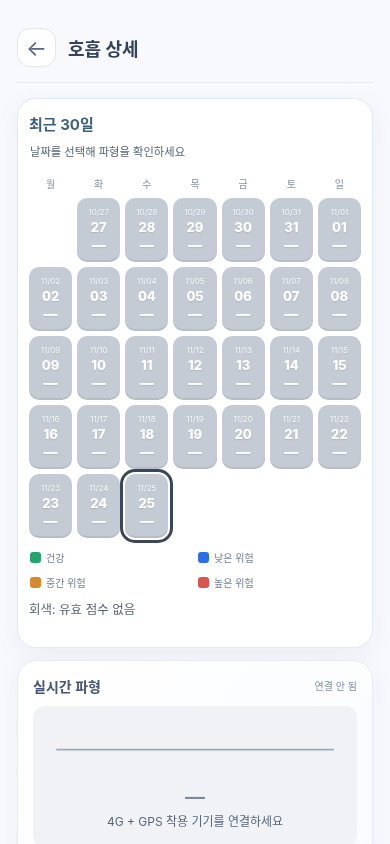 호흡 상세
최근 30일
날짜를 선택해 파형을 확인하세요
월 화 수 목 금 토 일
10/27 10/28 10/29 10/30 10/31 11/01
27 28 29 30 31 01
— — — — — —
11/02 11/03 11/04 11/05 11/06 11/07 11/08
02 03 04 05 06 07 08
— — — — — — —
11/09 11/10 11/11 11/12 11/13 11/14 11/15
09 10 11 12 13 14 15
— — — — — — —
11/16 11/17 11/18 11/19 11/20 11/21 11/22
16 17 18 19 20 21 22
— — — — — — —
11/23 11/24 11/25
23 24 25
— — —
건강 낮은 위험
중간 위험 높은 위험
회색: 유효 점수 없음
실시간 파형 연결 안 됨
—
4G + GPS 착용 기기를 연결하세요